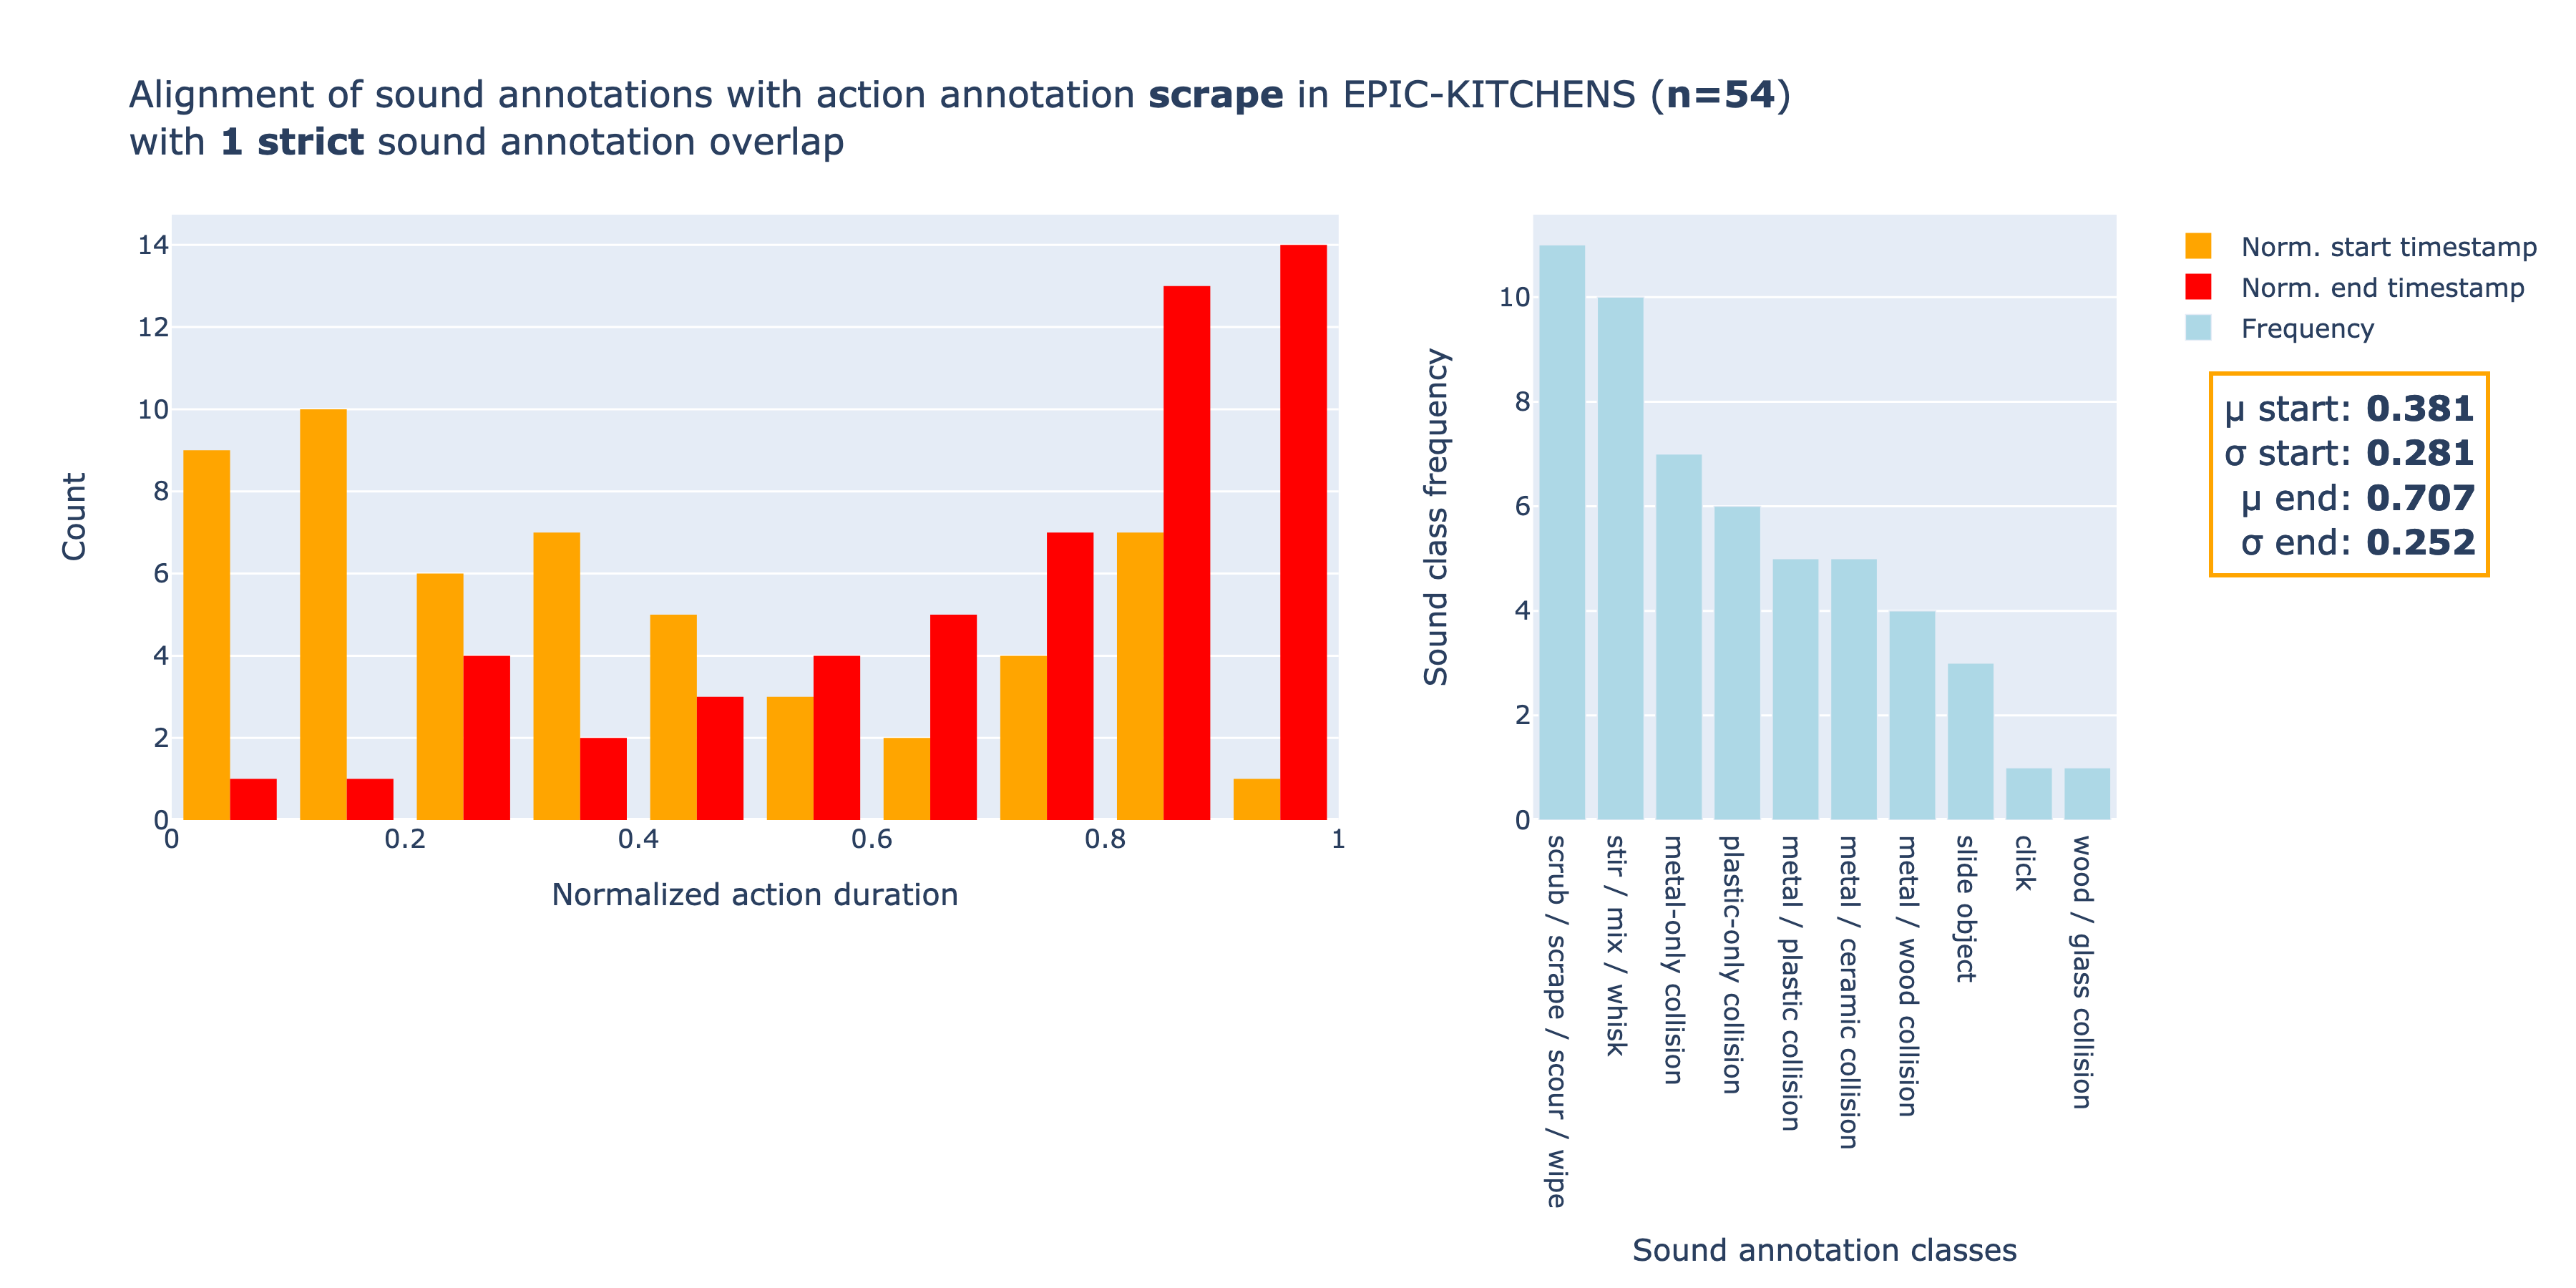 Alignment of sound annotations with action annotation scrape in EPIC-KITCHENS (n=54)
with 1 strict sound annotation overlap
Count
14
12
10
8
6
4
2
0
0
0.2
0.4
0.6
0.8
1
Normalized action duration
Sound class frequency
10
8
6
4
2
0
scrub / scrape / scour / wipe
stir / mix / whisk
metal-only collision
plastic-only collision
metal / plastic collision
metal / ceramic collision
metal / wood collision
slide object
click
wood / glass collision
Sound annotation classes
Norm. start timestamp
Norm. end timestamp
Frequency
μ start: 0.381
σ start: 0.281
μ end: 0.707
σ end: 0.252